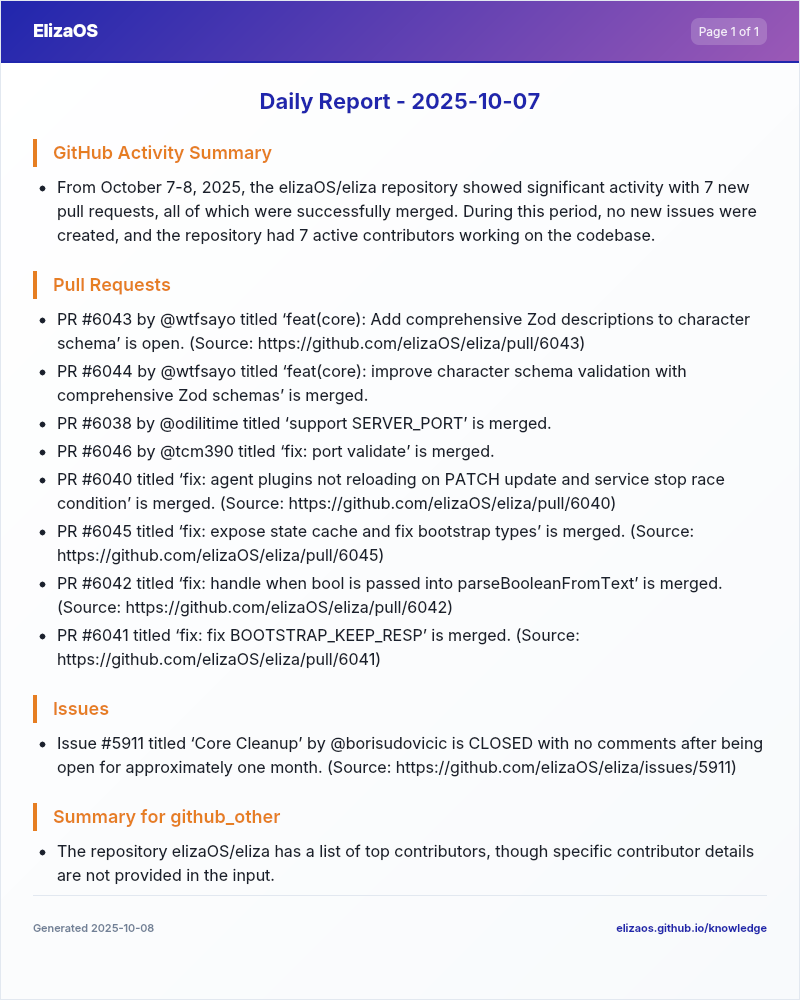 ElizaOS
Page 1 of 1
Daily Report - 2025-10-07
GitHub Activity Summary
• From October 7-8, 2025, the elizaOS/eliza repository showed significant activity with 7 new
pull requests, all of which were successfully merged. During this period, no new issues were
created, and the repository had 7 active contributors working on the codebase.
Pull Requests
• PR #6043 by @wtfsayo titled ‘feat(core): Add comprehensive Zod descriptions to character
schema’ is open. (Source: https://github.com/elizaOS/eliza/pull/6043)
• PR #6044 by @wtfsayo titled ‘feat(core): improve character schema validation with
comprehensive Zod schemas’ is merged.
• PR #6038 by @odilitime titled ‘support SERVER_PORT’ is merged.
• PR #6046 by @tcm390 titled ‘fix: port validate’ is merged.
• PR #6040 titled ‘fix: agent plugins not reloading on PATCH update and service stop race
condition’ is merged. (Source: https://github.com/elizaOS/eliza/pull/6040)
• PR #6045 titled ‘fix: expose state cache and fix bootstrap types’ is merged. (Source:
https://github.com/elizaOS/eliza/pull/6045)
• PR #6042 titled ‘fix: handle when bool is passed into parseBooleanFromText’ is merged.
(Source: https://github.com/elizaOS/eliza/pull/6042)
• PR #6041 titled ‘fix: fix BOOTSTRAP_KEEP_RESP’ is merged. (Source:
https://github.com/elizaOS/eliza/pull/6041)
Issues
• Issue #5911 titled ‘Core Cleanup’ by @borisudovicic is CLOSED with no comments after being
open for approximately one month. (Source: https://github.com/elizaOS/eliza/issues/5911)
Summary for github_other
• The repository elizaOS/eliza has a list of top contributors, though specific contributor details
are not provided in the input.
Generated 2025-10-08
elizaos.github.io/knowledge